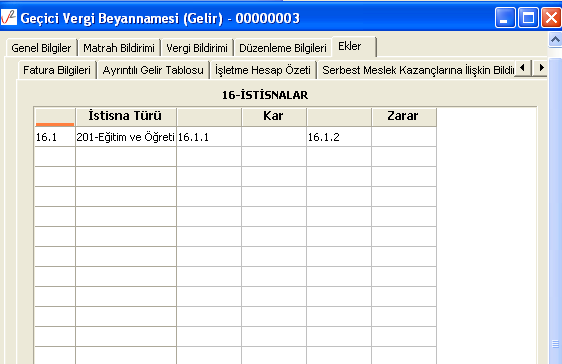 Geçici Vergi Beyannamesi (Gelir) - 00000003
Genel Bilgiler Matrah Bildirimi Vergi Bildirimi Düzenleme Bilgileri Ekler
Fatura Bilgileri Ayrıntılı Gelir Tablosu İşletme Hesap Özeti Serbest Meslek Kazançlarına İlişkin Bildi
16-İSTİSNALAR
İstisna Türü Kar Zarar
16.1 201-Eğitim ve Öğreti 16.1.1 16.1.2